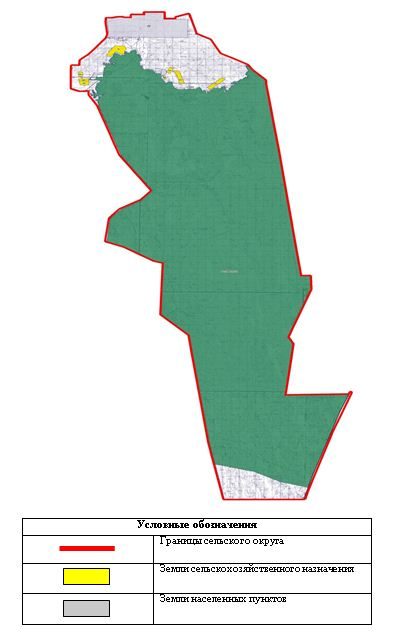 Условные обозначения
Границы сельского округа
Земли сельскохозяйственного назначения
Земли населенных пунктов